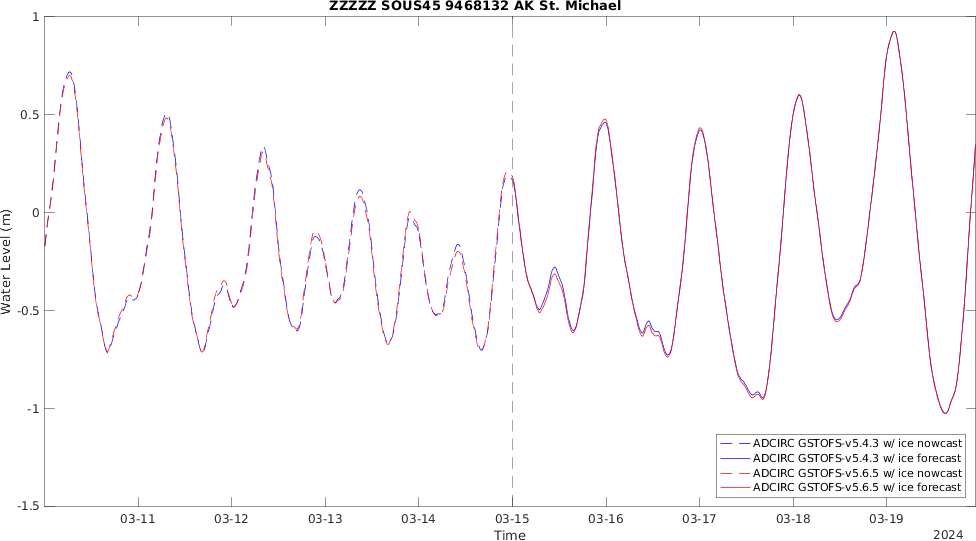 ZZZZZ SOUS45 9468132 AK St. Michael
Water Level (m)
1
0.5
0
-0.5
-1
-1.5
03-11 03-12 03-13 03-14 03-15 03-16 03-17 03-18 03-19
Time
2024
ADCIRC GSTOFS-v5.4.3 w/ ice nowcast
ADCIRC GSTOFS-v5.4.3 w/ ice forecast
ADCIRC GSTOFS-v5.6.5 w/ ice nowcast
ADCIRC GSTOFS-v5.6.5 w/ ice forecast